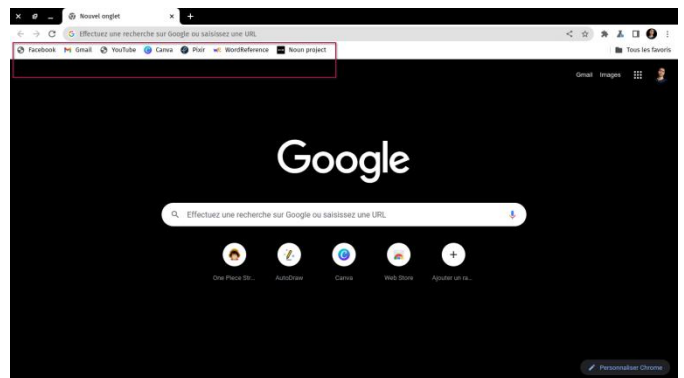 Nouvel onglet
Effectuez une recherche sur Google ou saisissez une URL
Facebook Gmail YouTube Canva Pixlr WordReference Noun project Tous les favoris
Gmail Images
Google
Effectuez une recherche sur Google ou saisissez une URL
One Piece Str... AutoDraw Canva Web Store Ajouter un ra...
Personnaliser Chrome